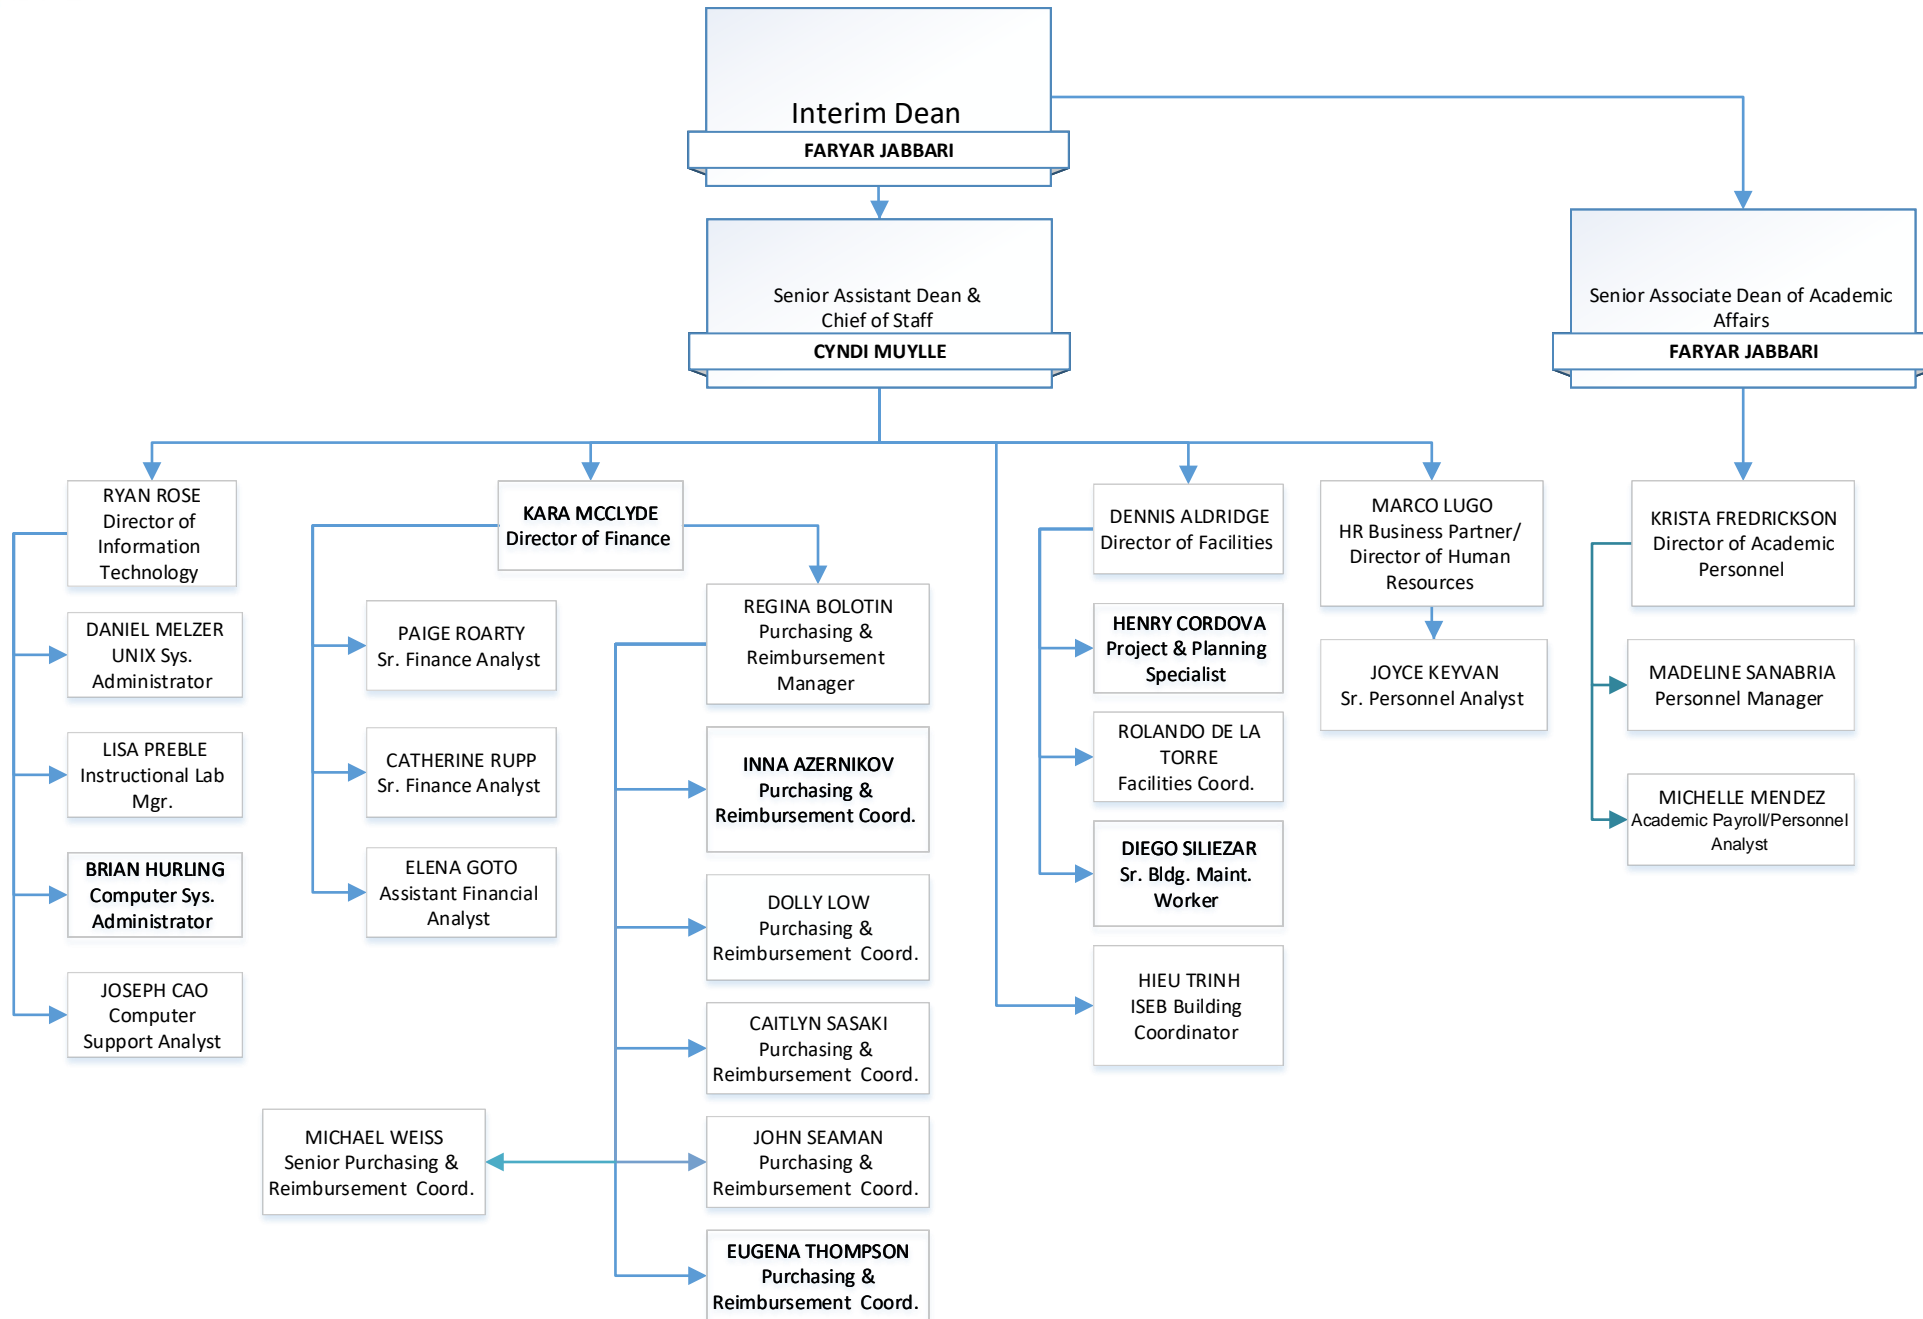 Interim Dean
FARYAR JABBARI
Senior Assistant Dean &
Chief of Staff
CYNDI MUYLLE
Senior Associate Dean of Academic
Affairs
FARYAR JABBARI
RYAN ROSE
Director of
Information
Technology
DANIEL MELZER
UNIX Sys.
Administrator
LISA PREBLE
Instructional Lab
Mgr.
BRIAN HURLING
Computer Sys.
Administrator
JOSEPH CAO
Computer
Support Analyst
KARA MCCLYDE
Director of Finance
PAIGE ROARTY
Sr. Finance Analyst
CATHERINE RUPP
Sr. Finance Analyst
ELENA GOTO
Assistant Financial
Analyst
REGINA BOLOTIN
Purchasing &
Reimbursement
Manager
INNA AZERNIKOV
Purchasing &
Reimbursement Coord.
DOLLY LOW
Purchasing &
Reimbursement Coord.
CAITLYN SASAKI
Purchasing &
Reimbursement Coord.
MICHAEL WEISS
Senior Purchasing &
Reimbursement Coord.
JOHN SEAMAN
Purchasing &
Reimbursement Coord.
EUGENA THOMPSON
Purchasing &
Reimbursement Coord.
DENNIS ALDRIDGE
Director of Facilities
HENRY CORDOVA
Project & Planning
Specialist
ROLANDO DE LA
TORRE
Facilities Coord.
DIEGO SILIEZAR
Sr. Bldg. Maint.
Worker
HIEU TRINH
ISEB Building
Coordinator
MARCO LUGO
HR Business Partner/
Director of Human
Resources
JOYCE KEYVAN
Sr. Personnel Analyst
KRISTA FREDRICKSON
Director of Academic
Personnel
MADELINE SANABRIA
Personnel Manager
MICHELLE MENDEZ
Academic Payroll/Personnel
Analyst